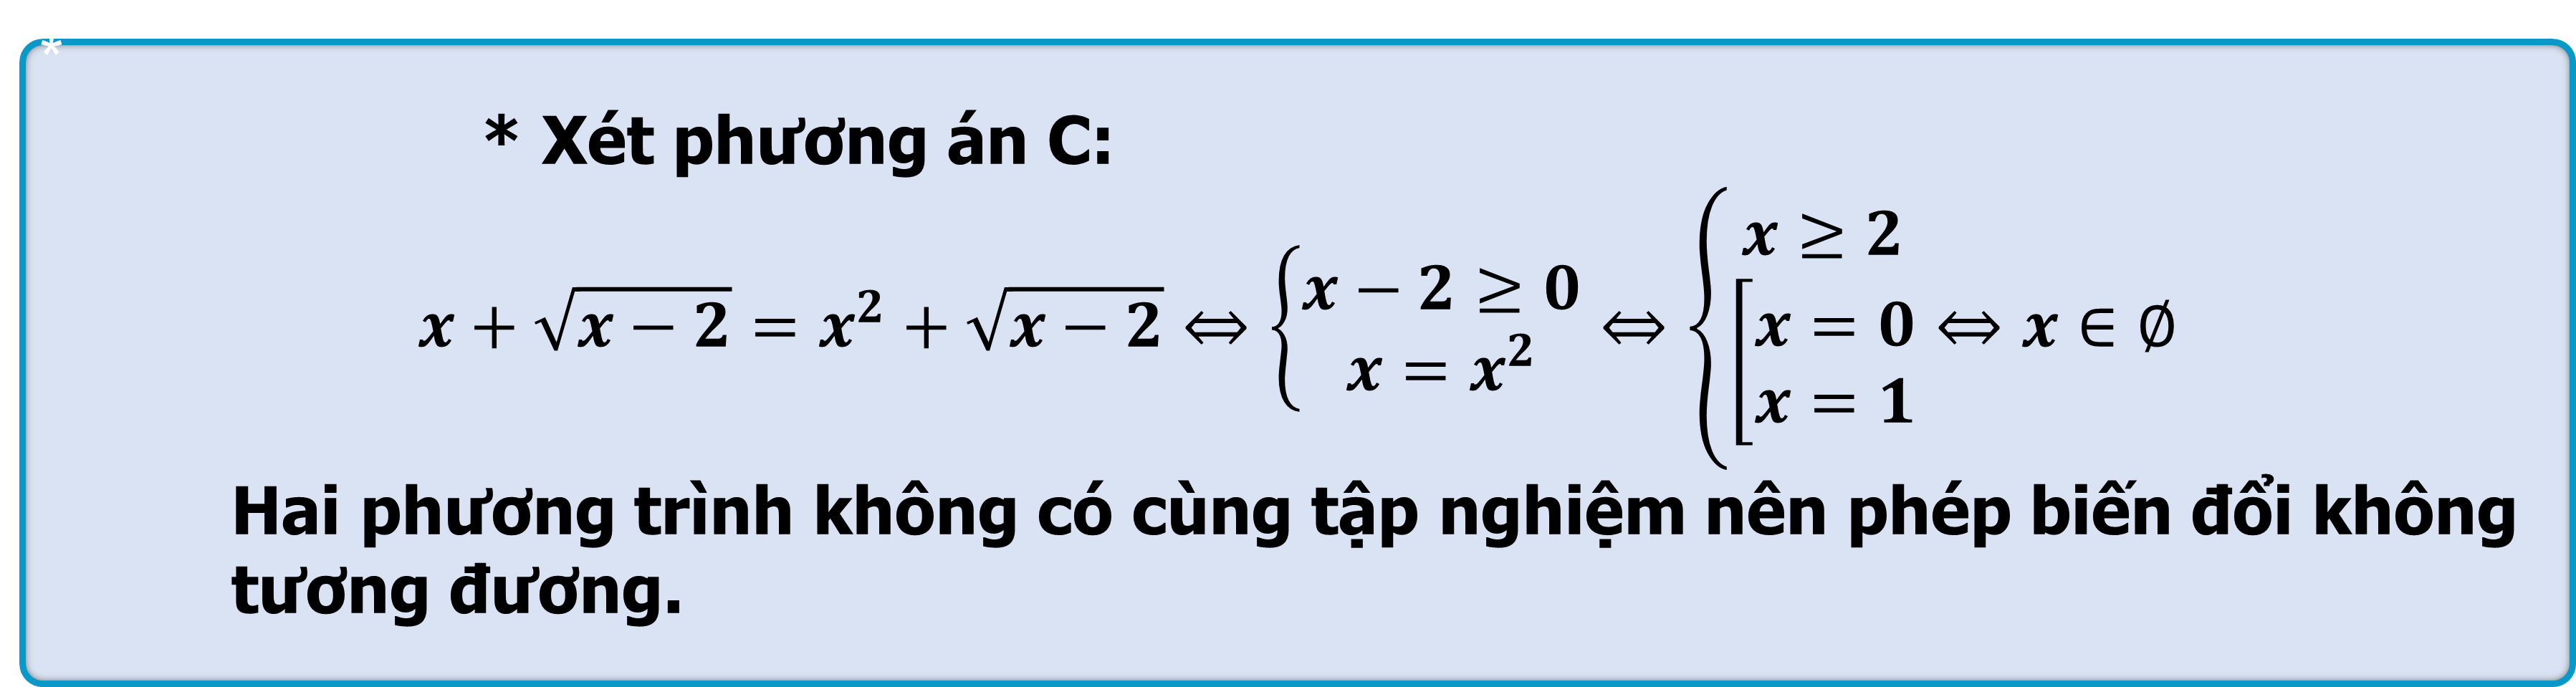 *
* Xét phương án C:
x + √(x − 2) = x² + √(x − 2) ⇔ { x − 2 ≥ 0 ; x = x² ⇔ { x ≥ 2 ; [ x = 0 ; x = 1 ⇔ x ∈ ∅
Hai phương trình không có cùng tập nghiệm nên phép biến đổi không
tương đương.